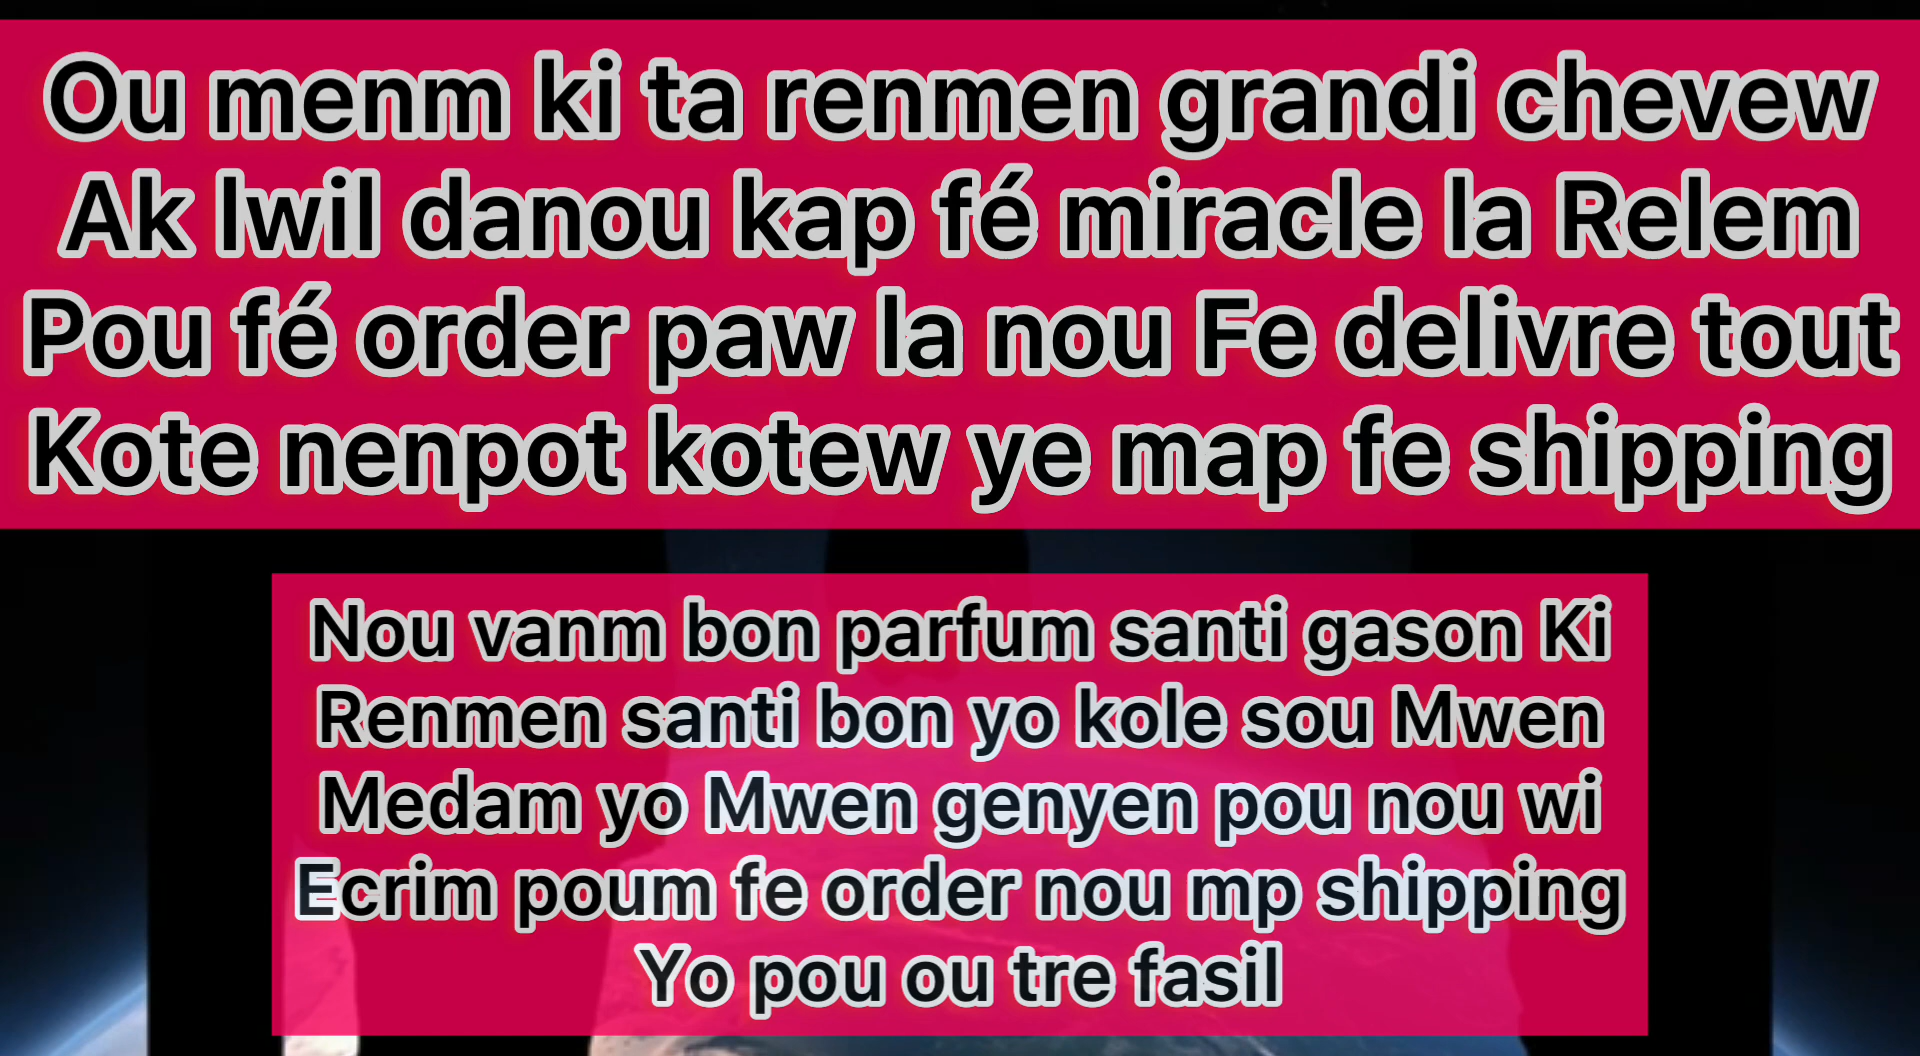 Ou menm ki ta renmen grandi chevew
Ak lwil danou kap fé miracle la Relem
Pou fé order paw la nou Fe delivre tout
Kote nenpot kotew ye map fe shipping
Nou vanm bon parfum santi gason Ki
Renmen santi bon yo kole sou Mwen
Medam yo Mwen genyen pou nou wi
Ecrim poum fe order nou mp shipping
Yo pou ou tre fasil